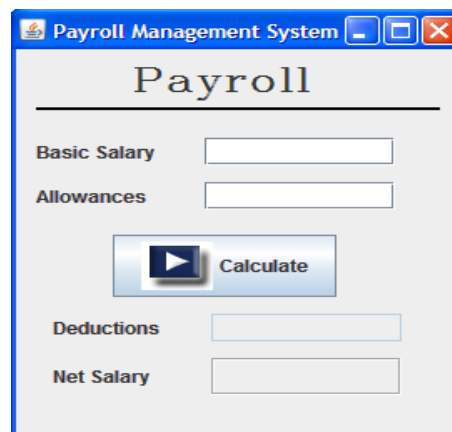 Payroll Management System
Payroll
Basic Salary
Allowances
Calculate
Deductions
Net Salary